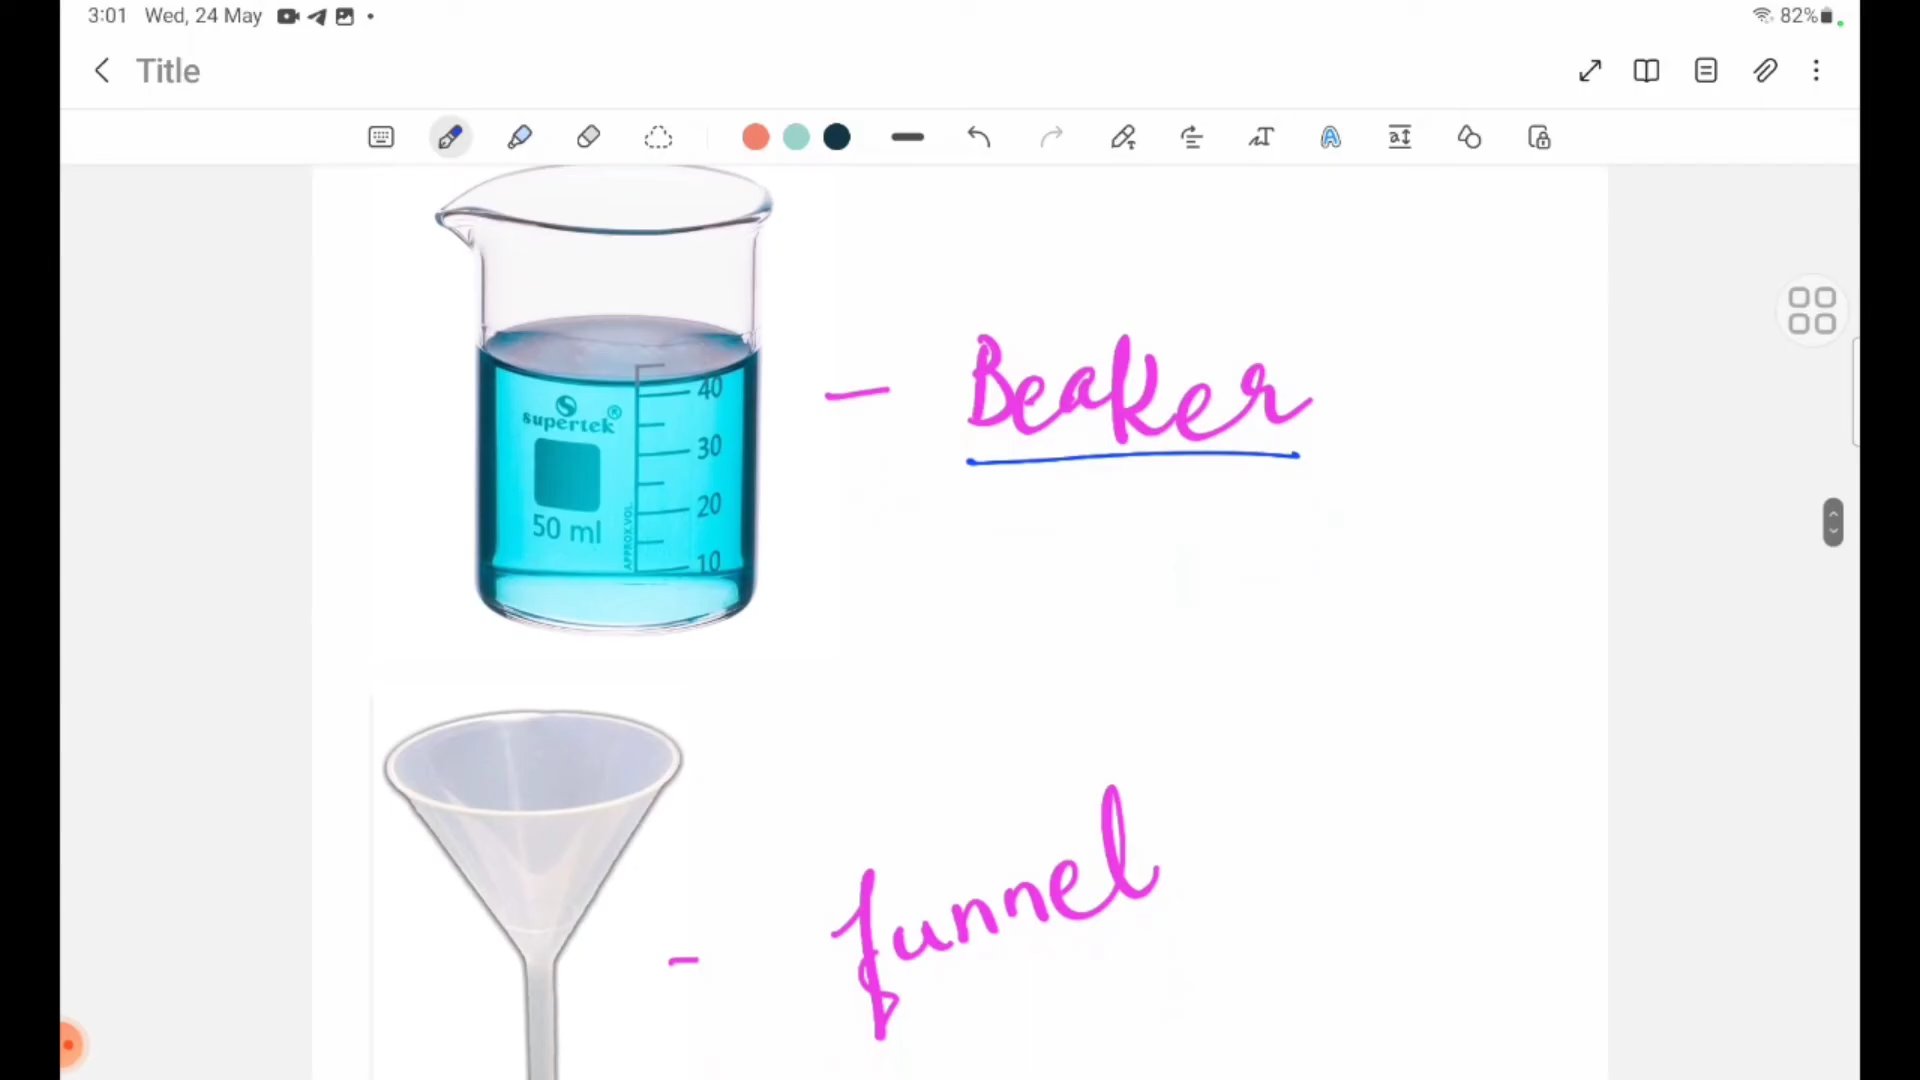 3:01 Wed, 24 May
82%
Title
supertek®
50 ml
APPROX.VOL.
40
30
20
10
- Beaker
- funnel